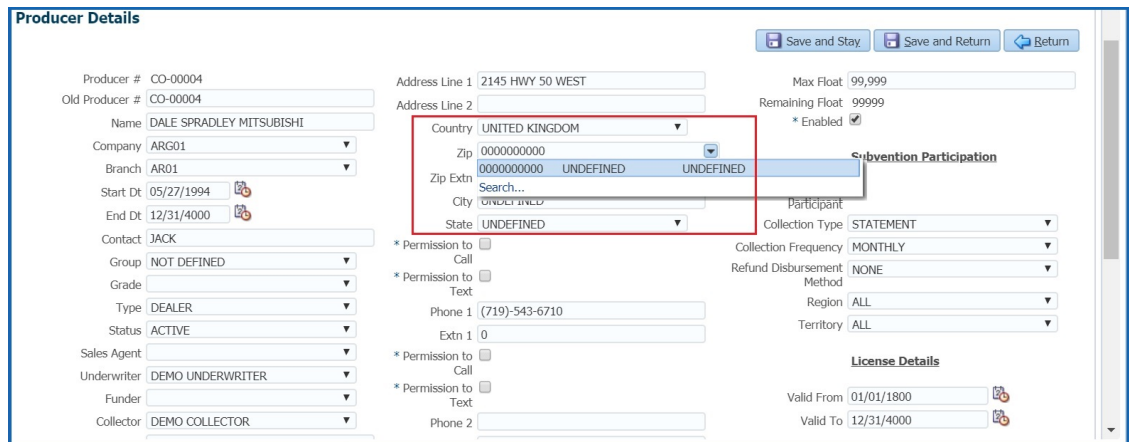 Producer Details
Save and Stay
Save and Return
Return
Producer # CO-00004
Old Producer # CO-00004
Name DALE SPRADLEY MITSUBISHI
Company ARG01
Branch AR01
Start Dt 05/27/1994
End Dt 12/31/4000
Contact JACK
Group NOT DEFINED
Grade
Type DEALER
Status ACTIVE
Sales Agent
Underwriter DEMO UNDERWRITER
Funder
Collector DEMO COLLECTOR
Address Line 1 2145 HWY 50 WEST
Address Line 2
Country UNITED KINGDOM
Zip 0000000000
0000000000 UNDEFINED UNDEFINED
Search...
Zip Extn
City UNDEFINED
State UNDEFINED
* Permission to
Call
* Permission to
Text
Phone 1 (719)-543-6710
Extn 1 0
* Permission to
Call
* Permission to
Text
Phone 2
Max Float 99,999
Remaining Float 99999
* Enabled
Subvention Participation
Participant
Collection Type STATEMENT
Collection Frequency MONTHLY
Refund Disbursement
Method NONE
Region ALL
Territory ALL
License Details
Valid From 01/01/1800
Valid To 12/31/4000